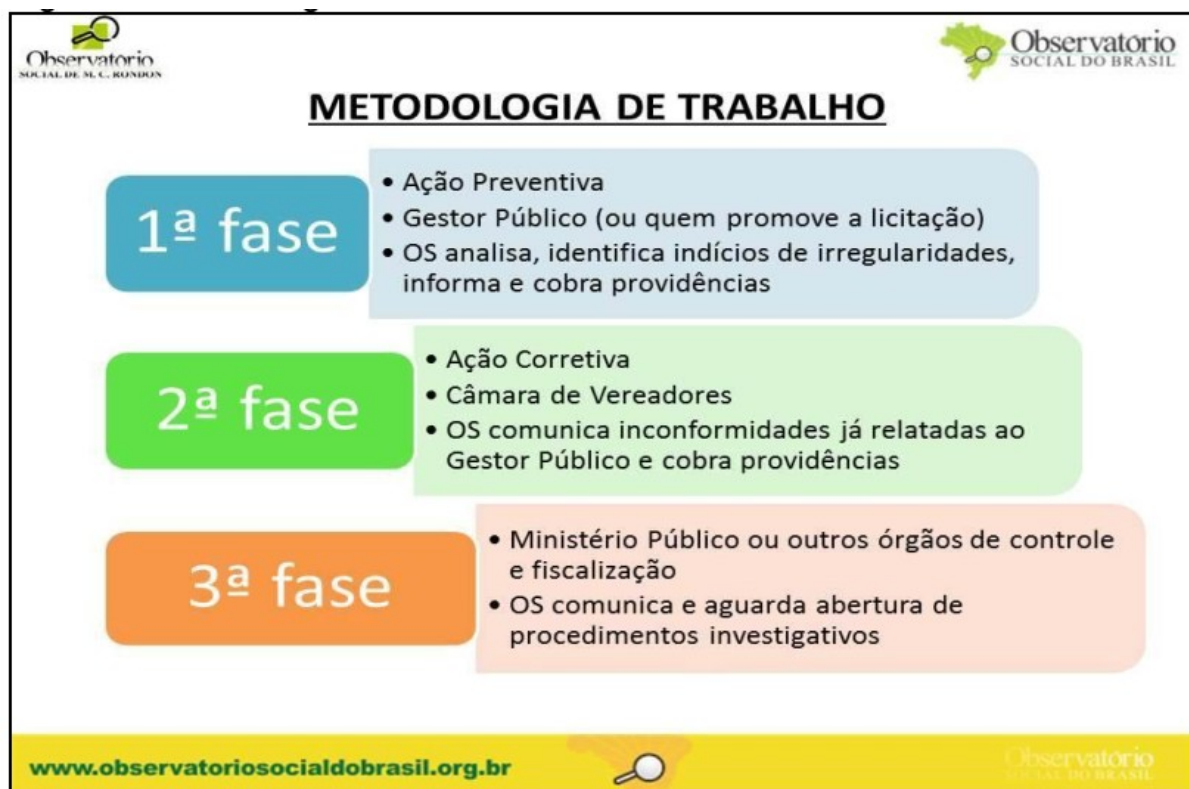 Observatório
SOCIAL DE M. C. RONDON
Observatório
SOCIAL DO BRASIL
METODOLOGIA DE TRABALHO
1ª fase
• Ação Preventiva
• Gestor Público (ou quem promove a licitação)
• OS analisa, identifica indícios de irregularidades,
informa e cobra providências
2ª fase
• Ação Corretiva
• Câmara de Vereadores
• OS comunica inconformidades já relatadas ao
Gestor Público e cobra providências
3ª fase
• Ministério Público ou outros órgãos de controle
e fiscalização
• OS comunica e aguarda abertura de
procedimentos investigativos
www.observatoriosocialdobrasil.org.br
Observatório
SOCIAL DO BRASIL